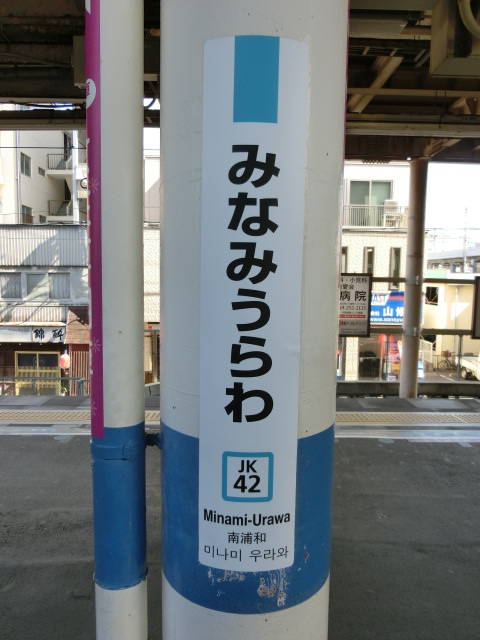 みなみうらわ
JK
42
Minami-Urawa
南浦和
미나미 우라와
病院